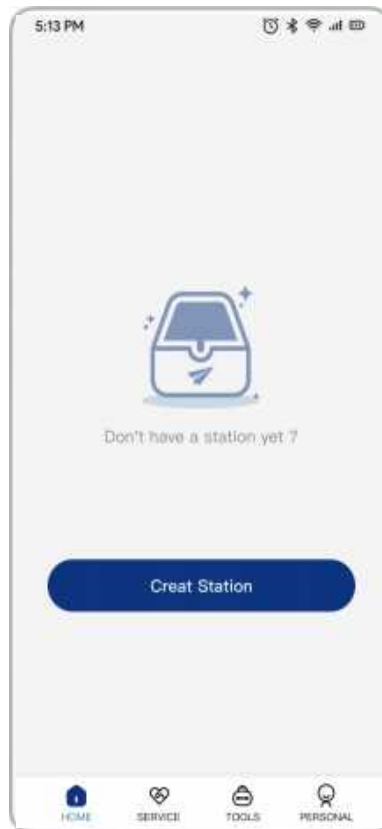 5:13 PM
Don't have a station yet ?
Creat Station
HOME SERVICE TOOLS PERSONAL